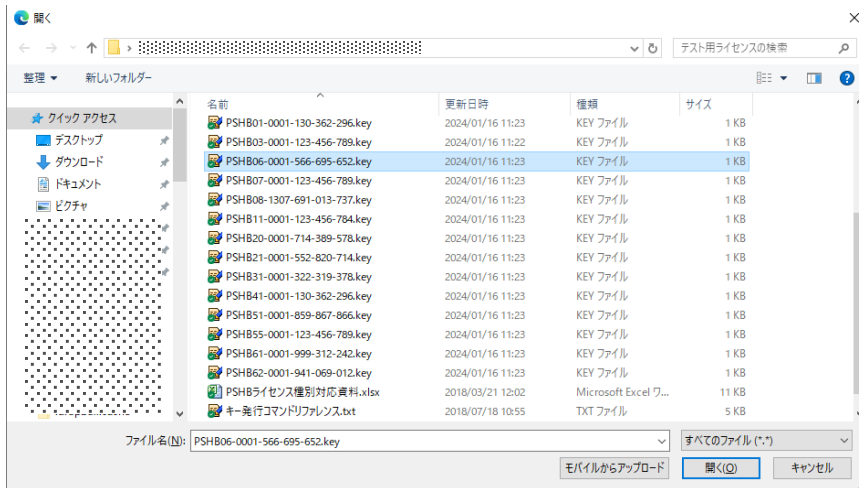 開く
テスト用ライセンスの検索
整理 新しいフォルダー
クイック アクセス
デスクトップ
ダウンロード
ドキュメント
ピクチャ
名前 更新日時 種類 サイズ
PSHB01-0001-130-362-296.key 2024/01/16 11:23 KEY ファイル 1 KB
PSHB03-0001-123-456-789.key 2024/01/16 11:22 KEY ファイル 1 KB
PSHB06-0001-566-695-652.key 2024/01/16 11:23 KEY ファイル 1 KB
PSHB07-0001-123-456-789.key 2024/01/16 11:23 KEY ファイル 1 KB
PSHB08-1307-691-013-737.key 2024/01/16 11:23 KEY ファイル 1 KB
PSHB11-0001-123-456-784.key 2024/01/16 11:23 KEY ファイル 1 KB
PSHB20-0001-714-389-578.key 2024/01/16 11:23 KEY ファイル 1 KB
PSHB21-0001-552-820-714.key 2024/01/16 11:23 KEY ファイル 1 KB
PSHB31-0001-322-319-378.key 2024/01/16 11:23 KEY ファイル 1 KB
PSHB41-0001-130-362-296.key 2024/01/16 11:23 KEY ファイル 1 KB
PSHB51-0001-859-867-866.key 2024/01/16 11:23 KEY ファイル 1 KB
PSHB55-0001-123-456-789.key 2024/01/16 11:23 KEY ファイル 1 KB
PSHB61-0001-999-312-242.key 2024/01/16 11:23 KEY ファイル 1 KB
PSHB62-0001-941-069-012.key 2024/01/16 11:23 KEY ファイル 1 KB
PSHBライセンス種別対応資料.xlsx 2018/03/21 12:02 Microsoft Excel ワ... 11 KB
キー発行コマンドリファレンス.txt 2018/07/18 10:55 TXT ファイル 5 KB
ファイル名(N): PSHB06-0001-566-695-652.key すべてのファイル (*.*)
モバイルからアップロード 開く(O) キャンセル